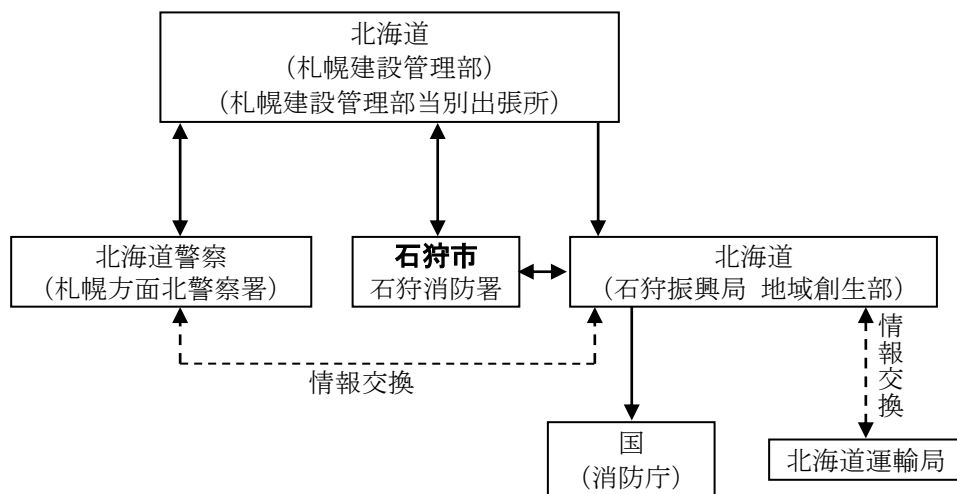 北海道
（札幌建設管理部）
（札幌建設管理部当別出張所）
北海道警察
（札幌方面北警察署）
石狩市
石狩消防署
北海道
（石狩振興局 地域創生部）
情報交換
情報交換
国
（消防庁）
北海道運輸局